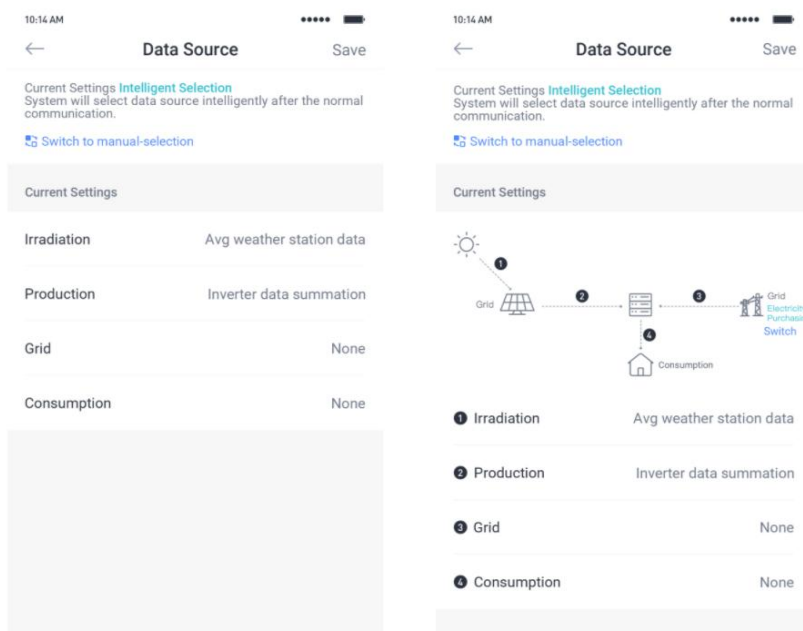 10:14 AM
Data Source
Save
Current Settings Intelligent Selection
System will select data source intelligently after the normal
communication.
Switch to manual-selection
Current Settings
Irradiation Avg weather station data
Production Inverter data summation
Grid None
Consumption None
10:14 AM
Data Source
Save
Current Settings Intelligent Selection
System will select data source intelligently after the normal
communication.
Switch to manual-selection
Current Settings
1
Grid
2
3
Grid
Switch
4
Consumption
1 Irradiation Avg weather station data
2 Production Inverter data summation
3 Grid None
4 Consumption None